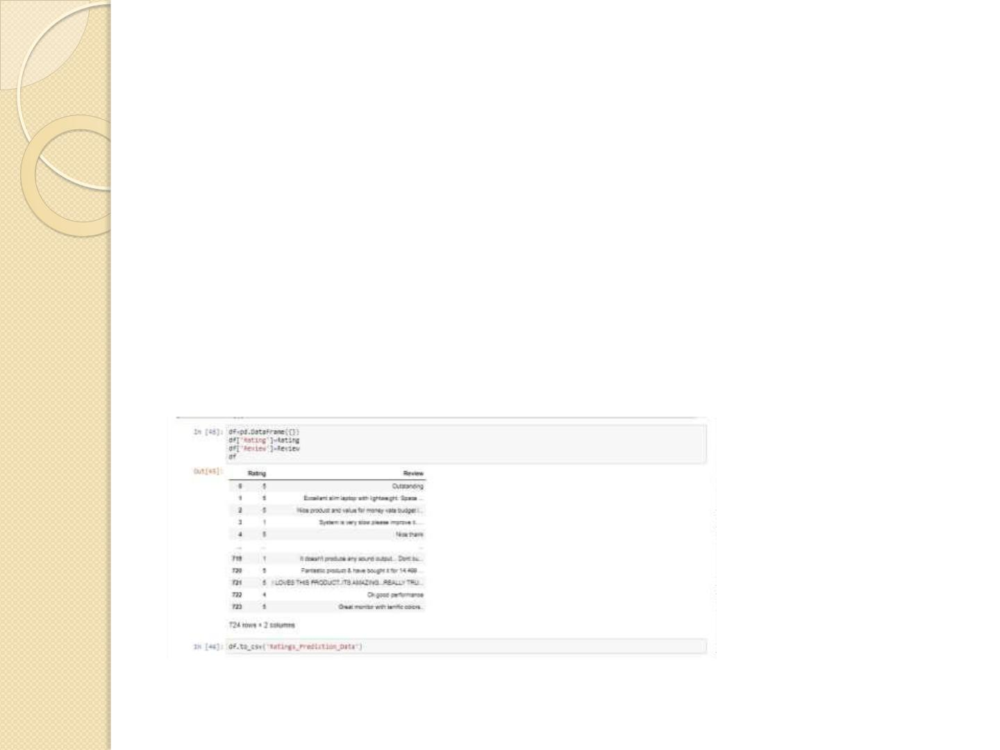 In [45]: df=pd.DataFrame({})
df['Rating']=Rating
df['Review']=Review
df
Out[45]:
Rating Review
0 5 Outstanding
1 5 Excellent slim laptop with lightweight. Space ...
2 5 Nice product and value for money vate budget l...
3 1 System is very slow please improve it....
4 5 Nice thank
... ... ...
719 1 It doesn't produce any sound output... Dont bu...
720 5 Fantastic product & have bought it for 14,499 ...
721 5 I LOVES THIS PRODUCT.ITS AMAZING...REALLY TRU...
722 4 Ok good performance
723 5 Great monitor with terrific colors.
724 rows × 2 columns
In [46]: df.to_csv('Ratings_Prediction_Data')